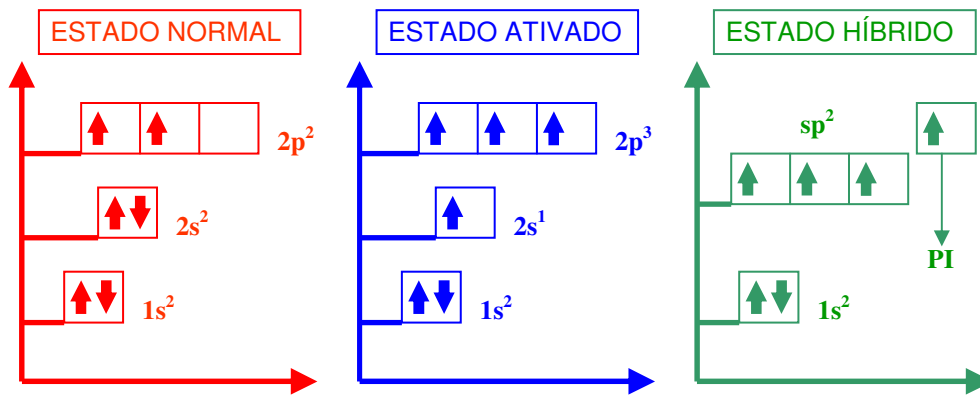 ESTADO NORMAL
2p²
2s²
1s²
ESTADO ATIVADO
2p³
2s¹
1s²
ESTADO HÍBRIDO
sp²
PI
1s²